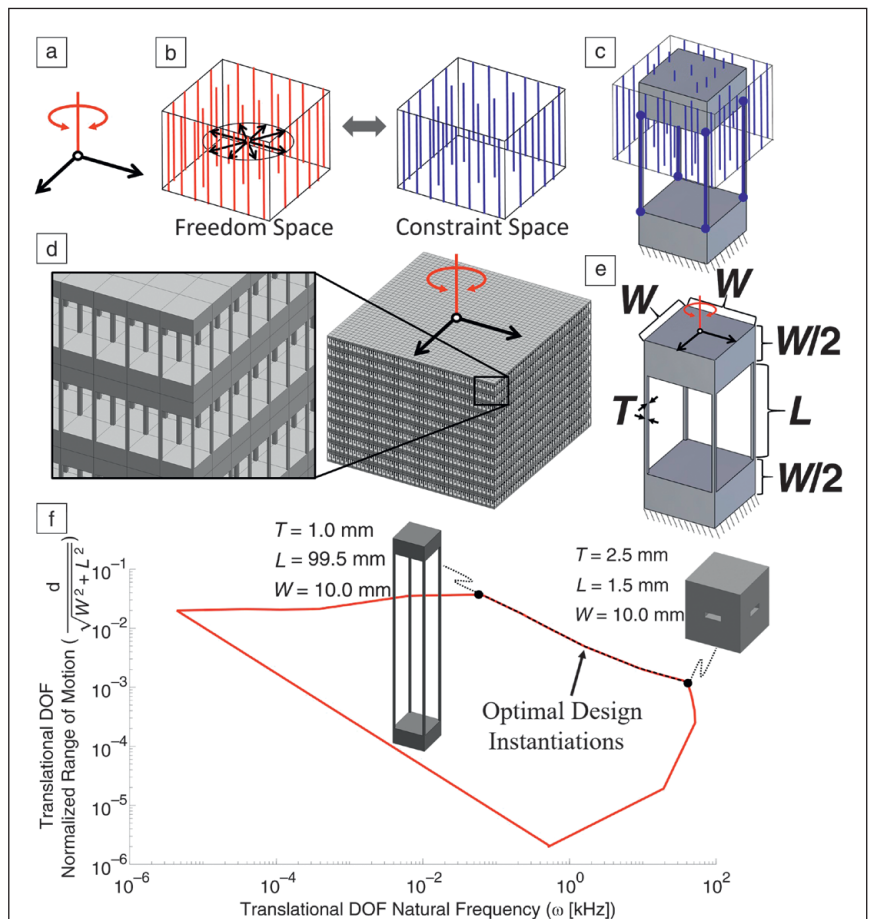 a
b
c
Freedom Space
Constraint Space
d
e
W
W
W/2
T
L
W/2
f
T = 1.0 mm
L = 99.5 mm
W = 10.0 mm
T = 2.5 mm
L = 1.5 mm
W = 10.0 mm
Optimal Design
Instantiations
Translational DOF
Normalized Range of Motion ( d / √W² + L² )
10⁻¹
10⁻²
10⁻³
10⁻⁴
10⁻⁵
10⁻⁶
10⁻⁶
10⁻⁴
10⁻²
10⁰
10²
Translational DOF Natural Frequency (ω [kHz])